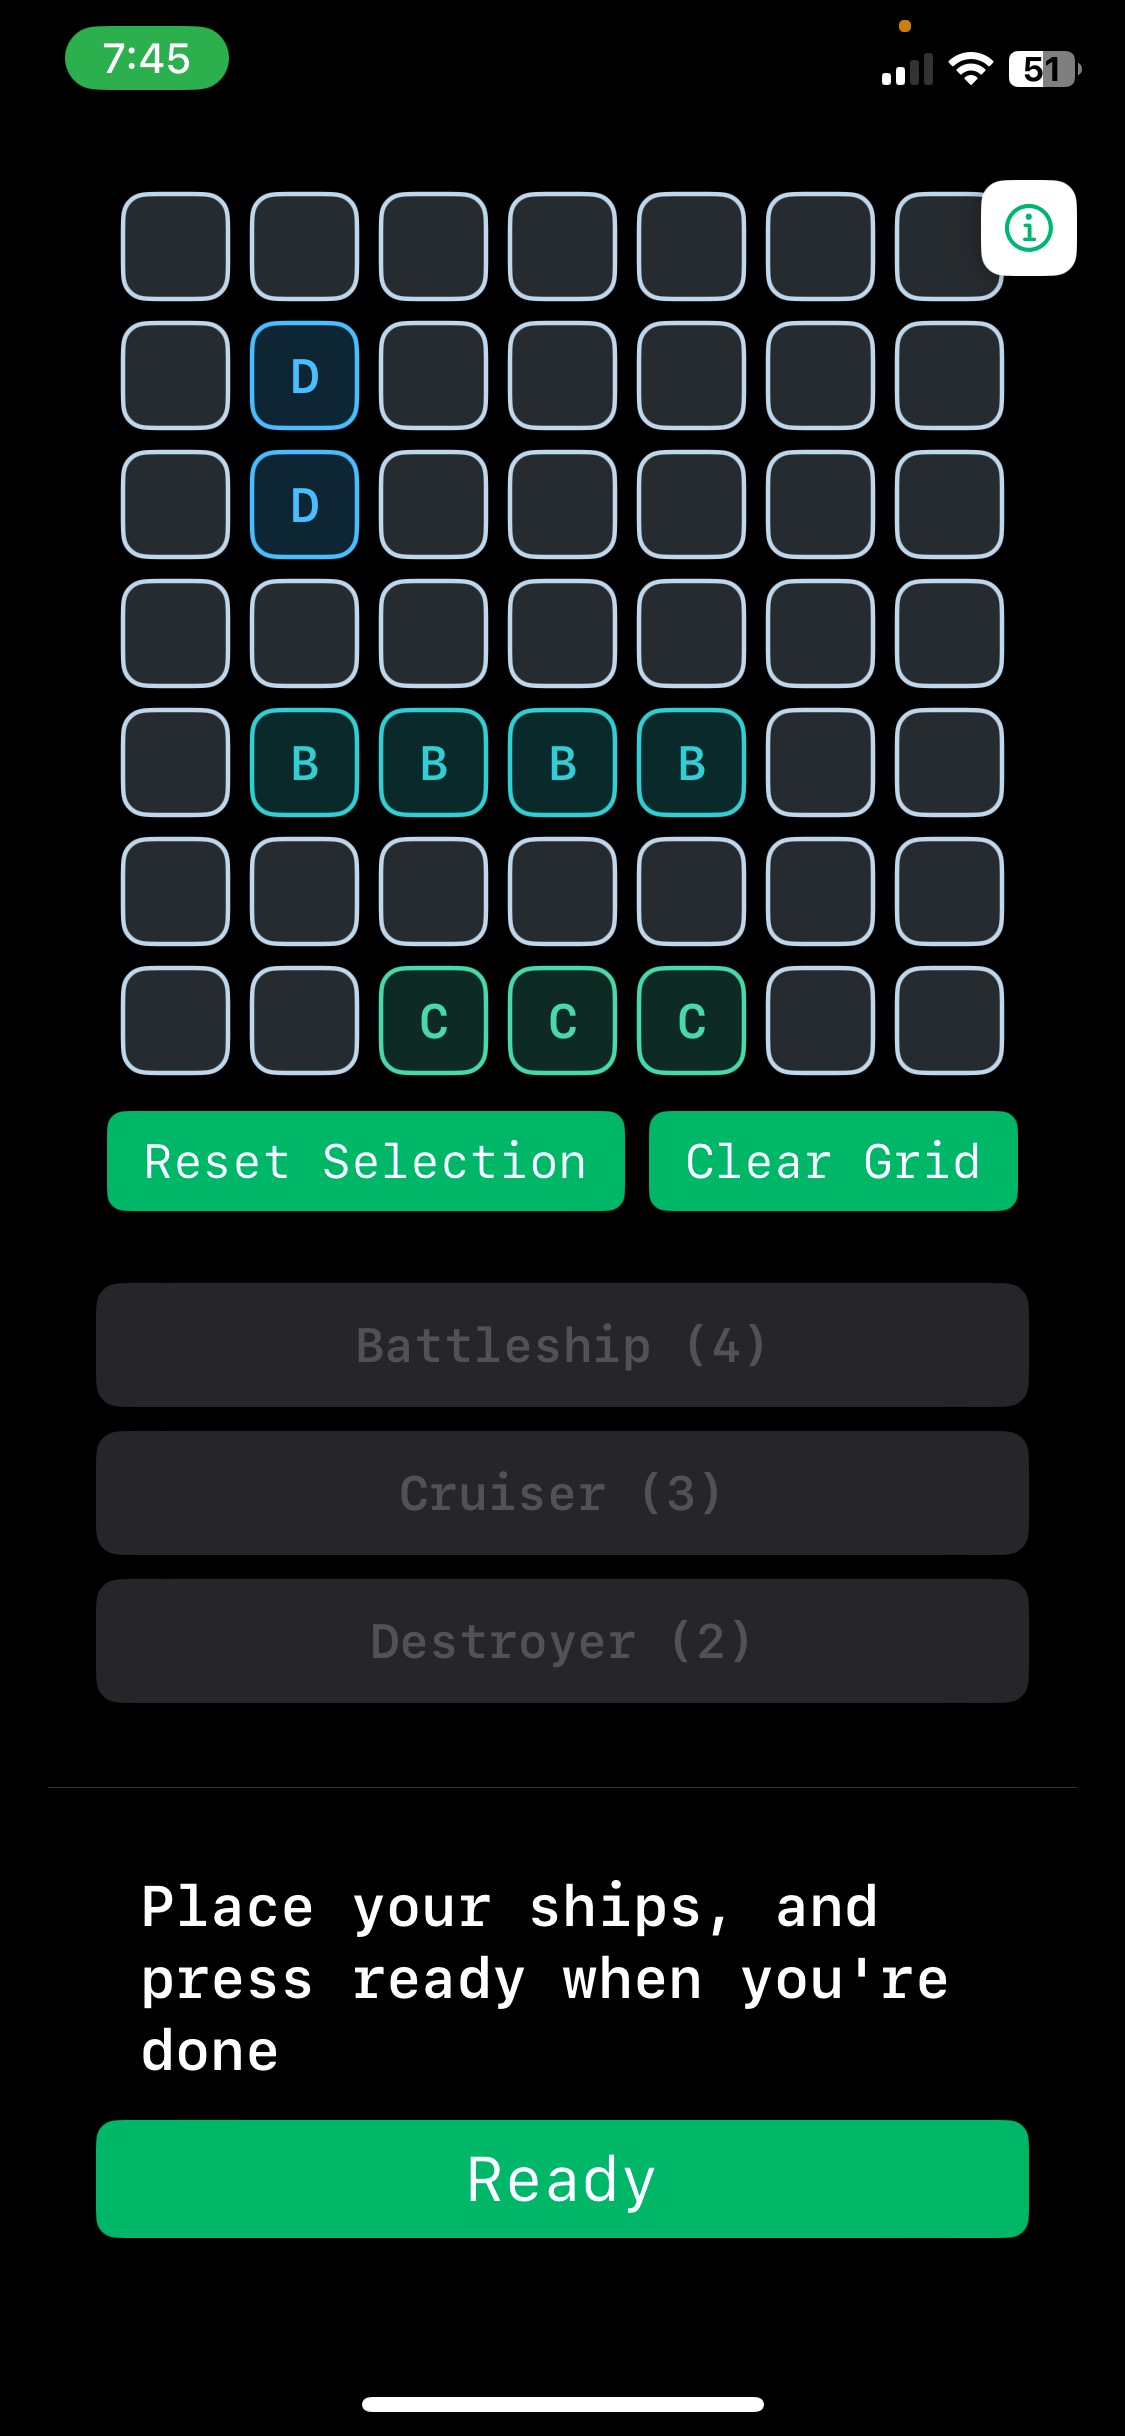 7:45
51
i
D
D
B B B B
C C C
Reset Selection Clear Grid
Battleship (4)
Cruiser (3)
Destroyer (2)
Place your ships, and
press ready when you're
done
Ready